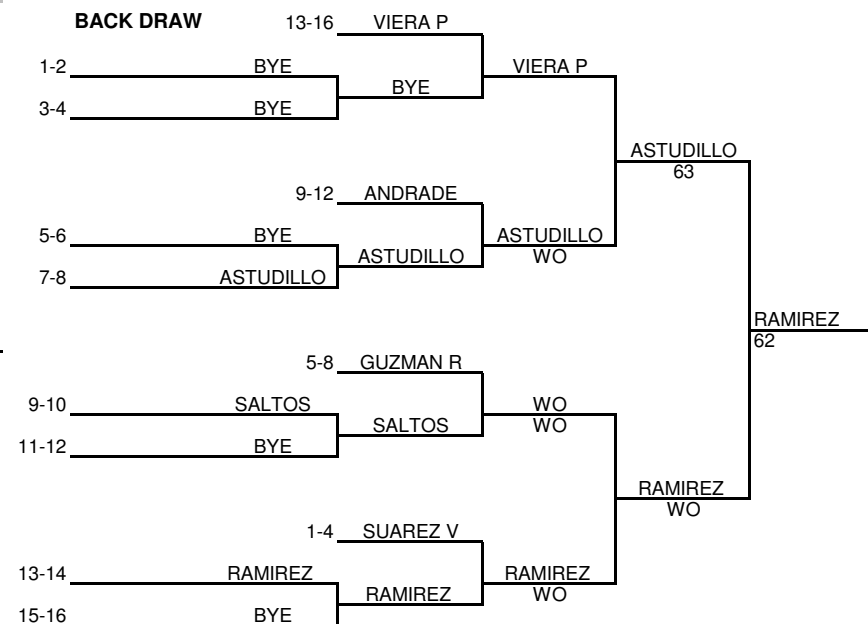 BACK DRAW
13-16 VIERA P
1-2 BYE VIERA P
BYE
3-4 BYE
ASTUDILLO
63
9-12 ANDRADE
5-6 BYE ASTUDILLO
ASTUDILLO WO
7-8 ASTUDILLO
RAMIREZ
62
5-8 GUZMAN R
9-10 SALTOS WO
SALTOS WO
11-12 BYE
RAMIREZ
WO
1-4 SUAREZ V
13-14 RAMIREZ RAMIREZ
RAMIREZ WO
15-16 BYE